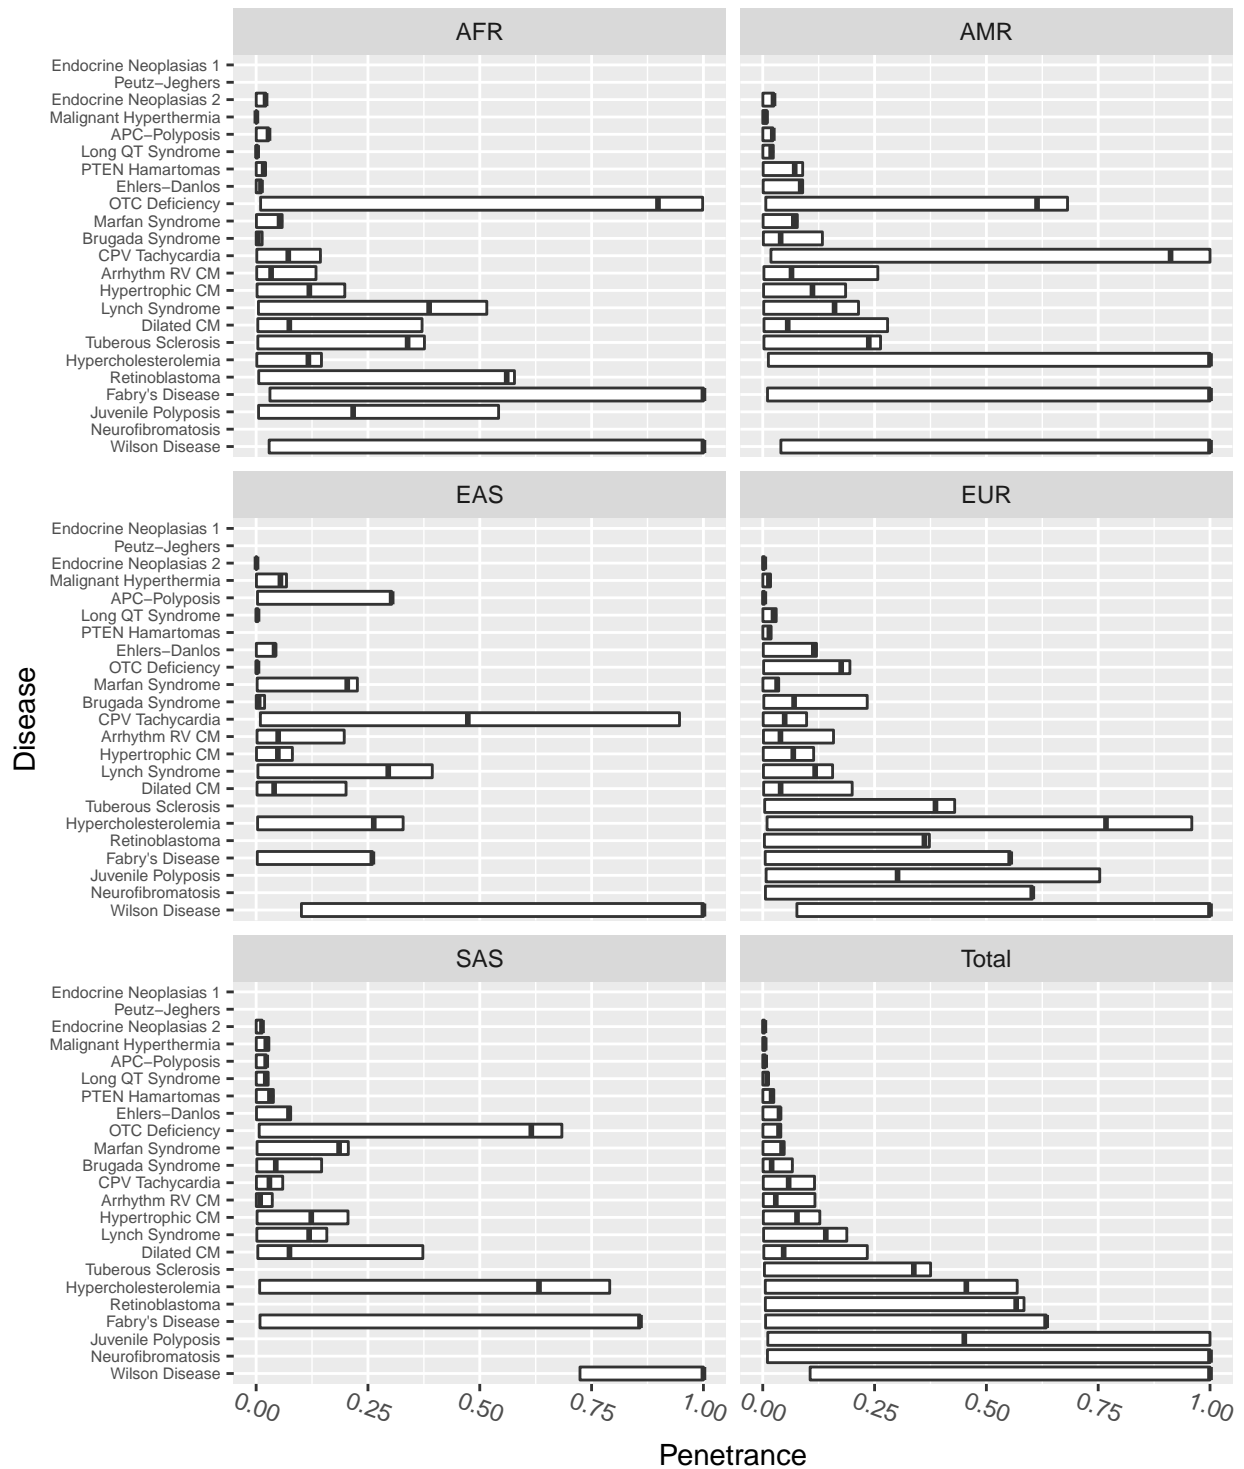 AFR
AMR
Endocrine Neoplasias 1
Peutz−Jeghers
Endocrine Neoplasias 2
Malignant Hyperthermia
APC−Polyposis
Long QT Syndrome
PTEN Hamartomas
Ehlers−Danlos
OTC Deficiency
Marfan Syndrome
Brugada Syndrome
CPV Tachycardia
Arrhythm RV CM
Hypertrophic CM
Lynch Syndrome
Dilated CM
Tuberous Sclerosis
Hypercholesterolemia
Retinoblastoma
Fabry's Disease
Juvenile Polyposis
Neurofibromatosis
Wilson Disease
EAS
EUR
Endocrine Neoplasias 1
Peutz−Jeghers
Endocrine Neoplasias 2
Malignant Hyperthermia
APC−Polyposis
Long QT Syndrome
PTEN Hamartomas
Ehlers−Danlos
OTC Deficiency
Marfan Syndrome
Brugada Syndrome
CPV Tachycardia
Arrhythm RV CM
Hypertrophic CM
Lynch Syndrome
Dilated CM
Tuberous Sclerosis
Hypercholesterolemia
Retinoblastoma
Fabry's Disease
Juvenile Polyposis
Neurofibromatosis
Wilson Disease
Disease
SAS
Total
Endocrine Neoplasias 1
Peutz−Jeghers
Endocrine Neoplasias 2
Malignant Hyperthermia
APC−Polyposis
Long QT Syndrome
PTEN Hamartomas
Ehlers−Danlos
OTC Deficiency
Marfan Syndrome
Brugada Syndrome
CPV Tachycardia
Arrhythm RV CM
Hypertrophic CM
Lynch Syndrome
Dilated CM
Tuberous Sclerosis
Hypercholesterolemia
Retinoblastoma
Fabry's Disease
Juvenile Polyposis
Neurofibromatosis
Wilson Disease
0.00 0.25 0.50 0.75 1.00
0.00 0.25 0.50 0.75 1.00
Penetrance